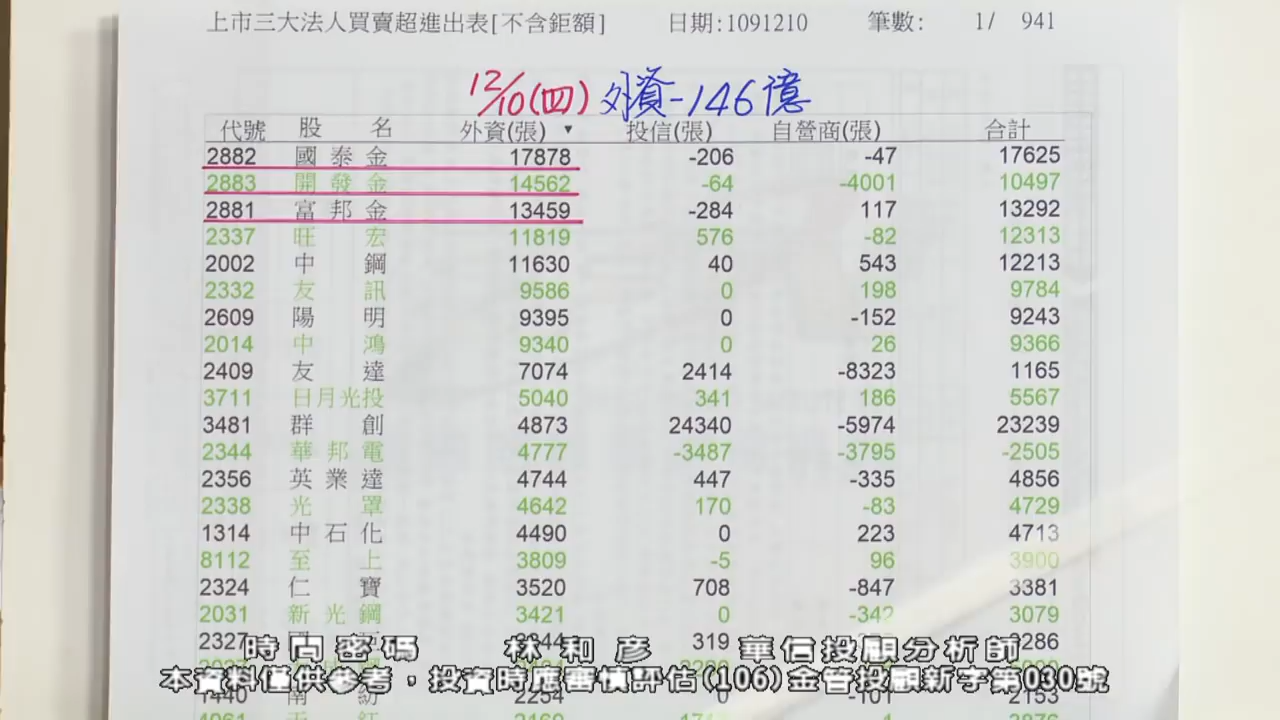 上市三大法人買賣超進出表[不含鉅額] 日期:1091210 筆數: 1/ 941
12/10(四) 外資-146億
代號 股名 外資(張) ▼ 投信(張) 自營商(張) 合計
2882 國泰金 17878 -206 -47 17625
2883 開發金 14562 -64 -4001 10497
2881 富邦金 13459 -284 117 13292
2337 旺宏 11819 576 -82 12313
2002 中鋼 11630 40 543 12213
2332 友訊 9586 0 198 9784
2609 陽明 9395 0 -152 9243
2014 中鴻 9340 0 26 9366
2409 友達 7074 2414 -8323 1165
3711 日月光投 5040 341 186 5567
3481 群創 4873 24340 -5974 23239
2344 華邦電 4777 -3487 -3795 -2505
2356 英業達 4744 447 -335 4856
2338 光罩 4642 170 -83 4729
1314 中石化 4490 0 223 4713
8112 至上 3809 -5 96 3900
2324 仁寶 3520 708 -847 3381
2031 新光鋼 3421 0 -342 3079
2327 319
時間密碼 林和彥 華信投顧分析師
本資料僅供參考，投資時應審慎評估(106)金管投顧新字第030號
1440 南紡 2254 0 -101 2153